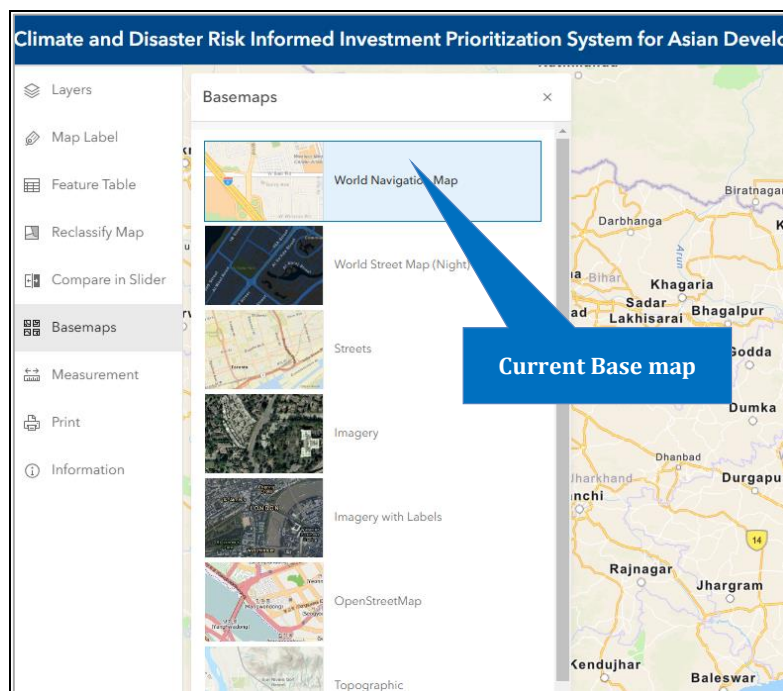 Climate and Disaster Risk Informed Investment Prioritization System for Asian Develo
Layers
Map Label
Feature Table
Reclassify Map
Compare in Slider
Basemaps
Measurement
Print
Information
Basemaps
World Navigation Map
World Street Map (Night)
Streets
Imagery
Imagery with Labels
OpenStreetMap
Topographic
Current Base map
Biratnagar
Darbhanga
Arun
Bihar
Khagaria
Sadar
Lakhisarai
Bhagalpur
Godda
Dumka
Dhanbad
Jharkhand
Durgapu
14
Rajnagar
Jhargram
Kendujhar
Baleswar